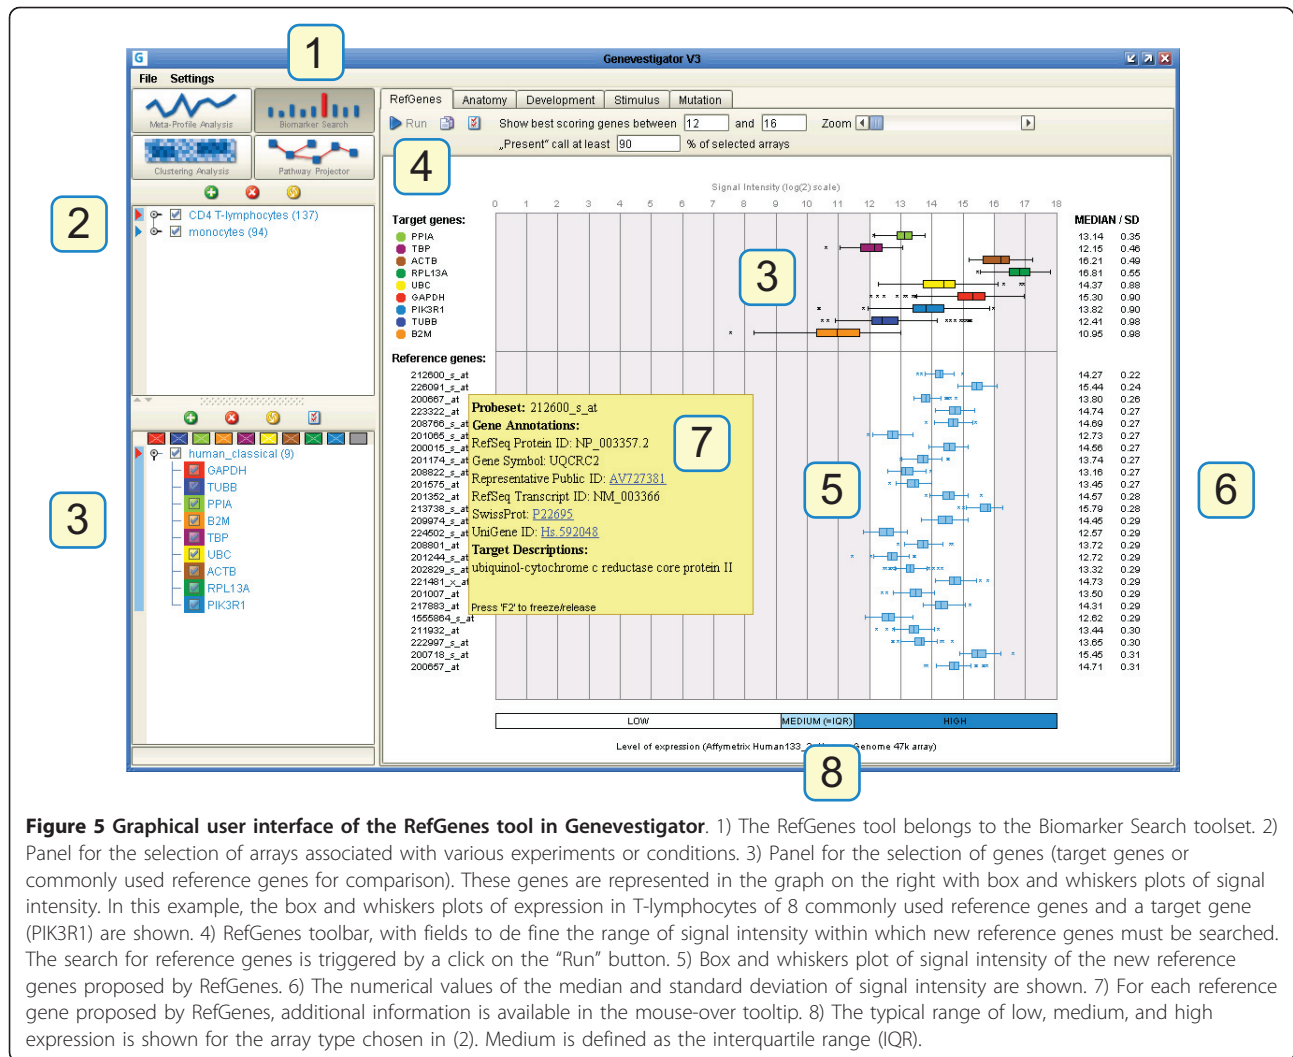 1
Genevestigator V3
File Settings
Meta-Profile Analysis
Biomarker Search
Clustering Analysis
Pathway Projector
2
CD4 T-lymphocytes (137)
monocytes (94)
3
human_classical (9)
GAPDH
TUBB
PPIA
B2M
TBP
UBC
ACTB
RPL13A
PIK3R1
RefGenes Anatomy Development Stimulus Mutation
Run Show best scoring genes between 12 and 16 Zoom
„Present" call at least 90 % of selected arrays
4
Signal Intensity (log(2) scale)
0 1 2 3 4 5 6 7 8 9 10 11 12 13 14 15 16 17 18
Target genes: MEDIAN / SD
PPIA 13.14 0.35
TBP 12.15 0.46
ACTB 16.21 0.49
RPL13A 16.81 0.55
UBC 14.37 0.88
GAPDH 15.30 0.90
PIK3R1 13.82 0.90
TUBB 12.41 0.98
B2M 10.95 0.98
3
Reference genes:
212600_s_at 14.27 0.22
226091_s_at 15.44 0.24
200667_at 13.80 0.26
223322_at 14.74 0.27
208766_s_at 14.69 0.27
201065_s_at 12.73 0.27
200015_s_at 14.56 0.27
201174_s_at 13.74 0.27
208822_s_at 13.16 0.27
201575_at 13.45 0.27
201352_at 14.57 0.28
213738_s_at 15.79 0.28
209974_s_at 14.45 0.29
224502_s_at 12.57 0.29
208801_at 13.72 0.29
201244_s_at 12.72 0.29
202829_s_at 13.32 0.29
221481_x_at 14.73 0.29
201007_at 13.50 0.29
217883_at 14.31 0.29
1555864_s_at 12.62 0.29
211932_at 13.44 0.30
222997_s_at 13.65 0.30
200718_s_at 15.45 0.31
200657_at 14.71 0.31
Probeset: 212600_s_at
Gene Annotations:
RefSeq Protein ID: NP_003357.2
Gene Symbol: UQCRC2
Representative Public ID: AV727381
RefSeq Transcript ID: NM_003366
SwissProt: P22695
UniGene ID: Hs.592048
Target Descriptions:
ubiquinol-cytochrome c reductase core protein II
Press 'F2' to freeze/release
7
5
6
LOW MEDIUM (=IQR) HIGH
Level of expression (Affymetrix Human133_2 Genome 47k array)
8
Figure 5 Graphical user interface of the RefGenes tool in Genevestigator. 1) The RefGenes tool belongs to the Biomarker Search toolset. 2)
Panel for the selection of arrays associated with various experiments or conditions. 3) Panel for the selection of genes (target genes or
commonly used reference genes for comparison). These genes are represented in the graph on the right with box and whiskers plots of signal
intensity. In this example, the box and whiskers plots of expression in T-lymphocytes of 8 commonly used reference genes and a target gene
(PIK3R1) are shown. 4) RefGenes toolbar, with fields to de fine the range of signal intensity within which new reference genes must be searched.
The search for reference genes is triggered by a click on the "Run" button. 5) Box and whiskers plot of signal intensity of the new reference
genes proposed by RefGenes. 6) The numerical values of the median and standard deviation of signal intensity are shown. 7) For each reference
gene proposed by RefGenes, additional information is available in the mouse-over tooltip. 8) The typical range of low, medium, and high
expression is shown for the array type chosen in (2). Medium is defined as the interquartile range (IQR).